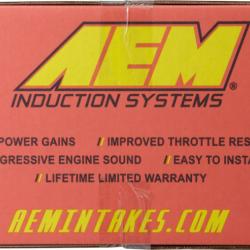 AEM
INDUCTION SYSTEMS®
POWER GAINS / IMPROVED THROTTLE RES
GRESSIVE ENGINE SOUND / EASY TO INSTA
/ LIFETIME LIMITED WARRANTY
AEMINTAKES.COM